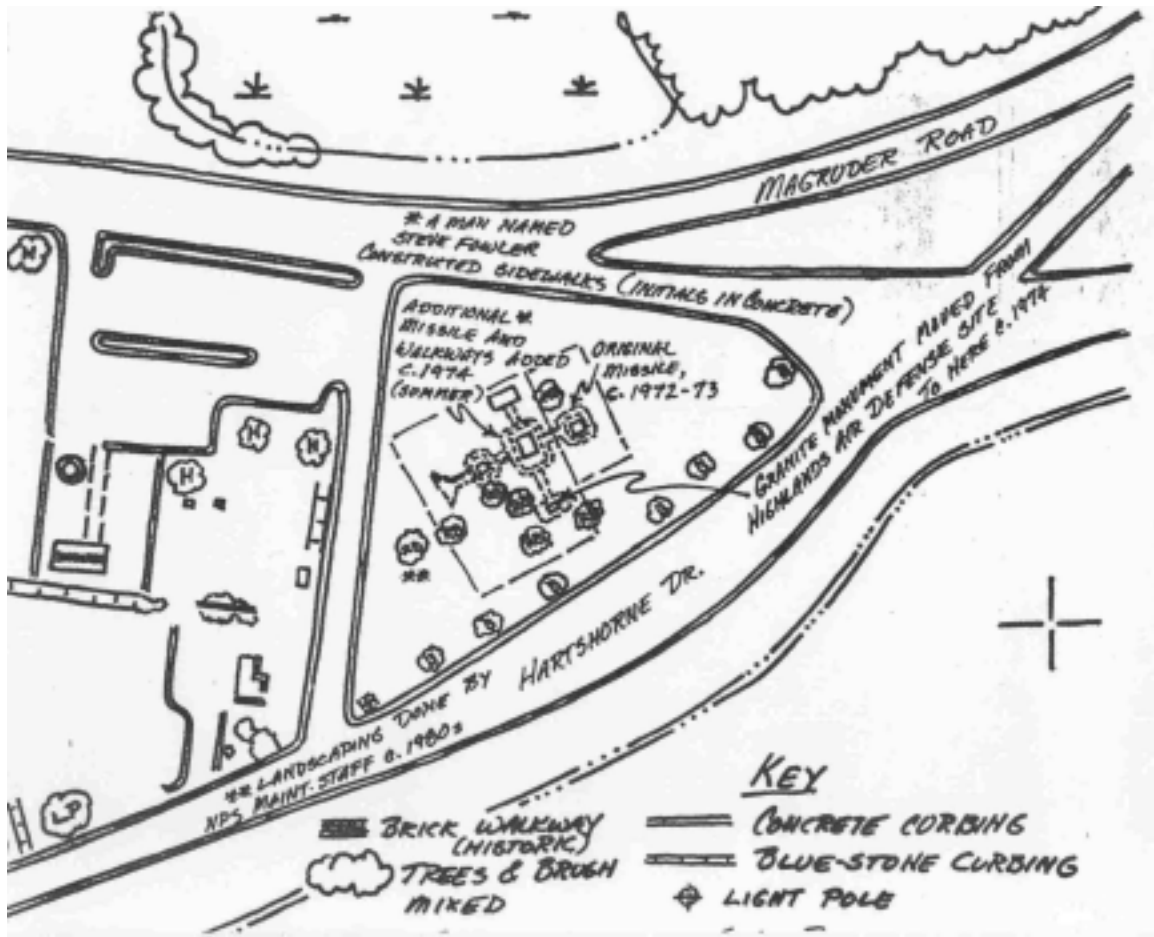 MAGRUDER ROAD
* A MAN NAMED
STEVE FOWLER
CONSTRUCTED SIDEWALKS (INITIALS IN CONCRETE)
ADDITIONAL *
MISSILE AND
WALKWAYS ADDED
C. 1974
(SUMMER)
ORIGINAL
MISSILE,
C. 1972-73
GRANITE MONUMENT MOVED FROM
HIGHLANDS AIR DEFENSE SITE
TO HERE C. 1974
H
H
H
H
**
HARTSHORNE DR.
** LANDSCAPING DONE BY
NPS MAINT. STAFF C. 1980s
LP
KEY
BRICK WALKWAY
(HISTORIC)
TREES & BRUSH
MIXED
CONCRETE CURBING
BLUE-STONE CURBING
LIGHT POLE